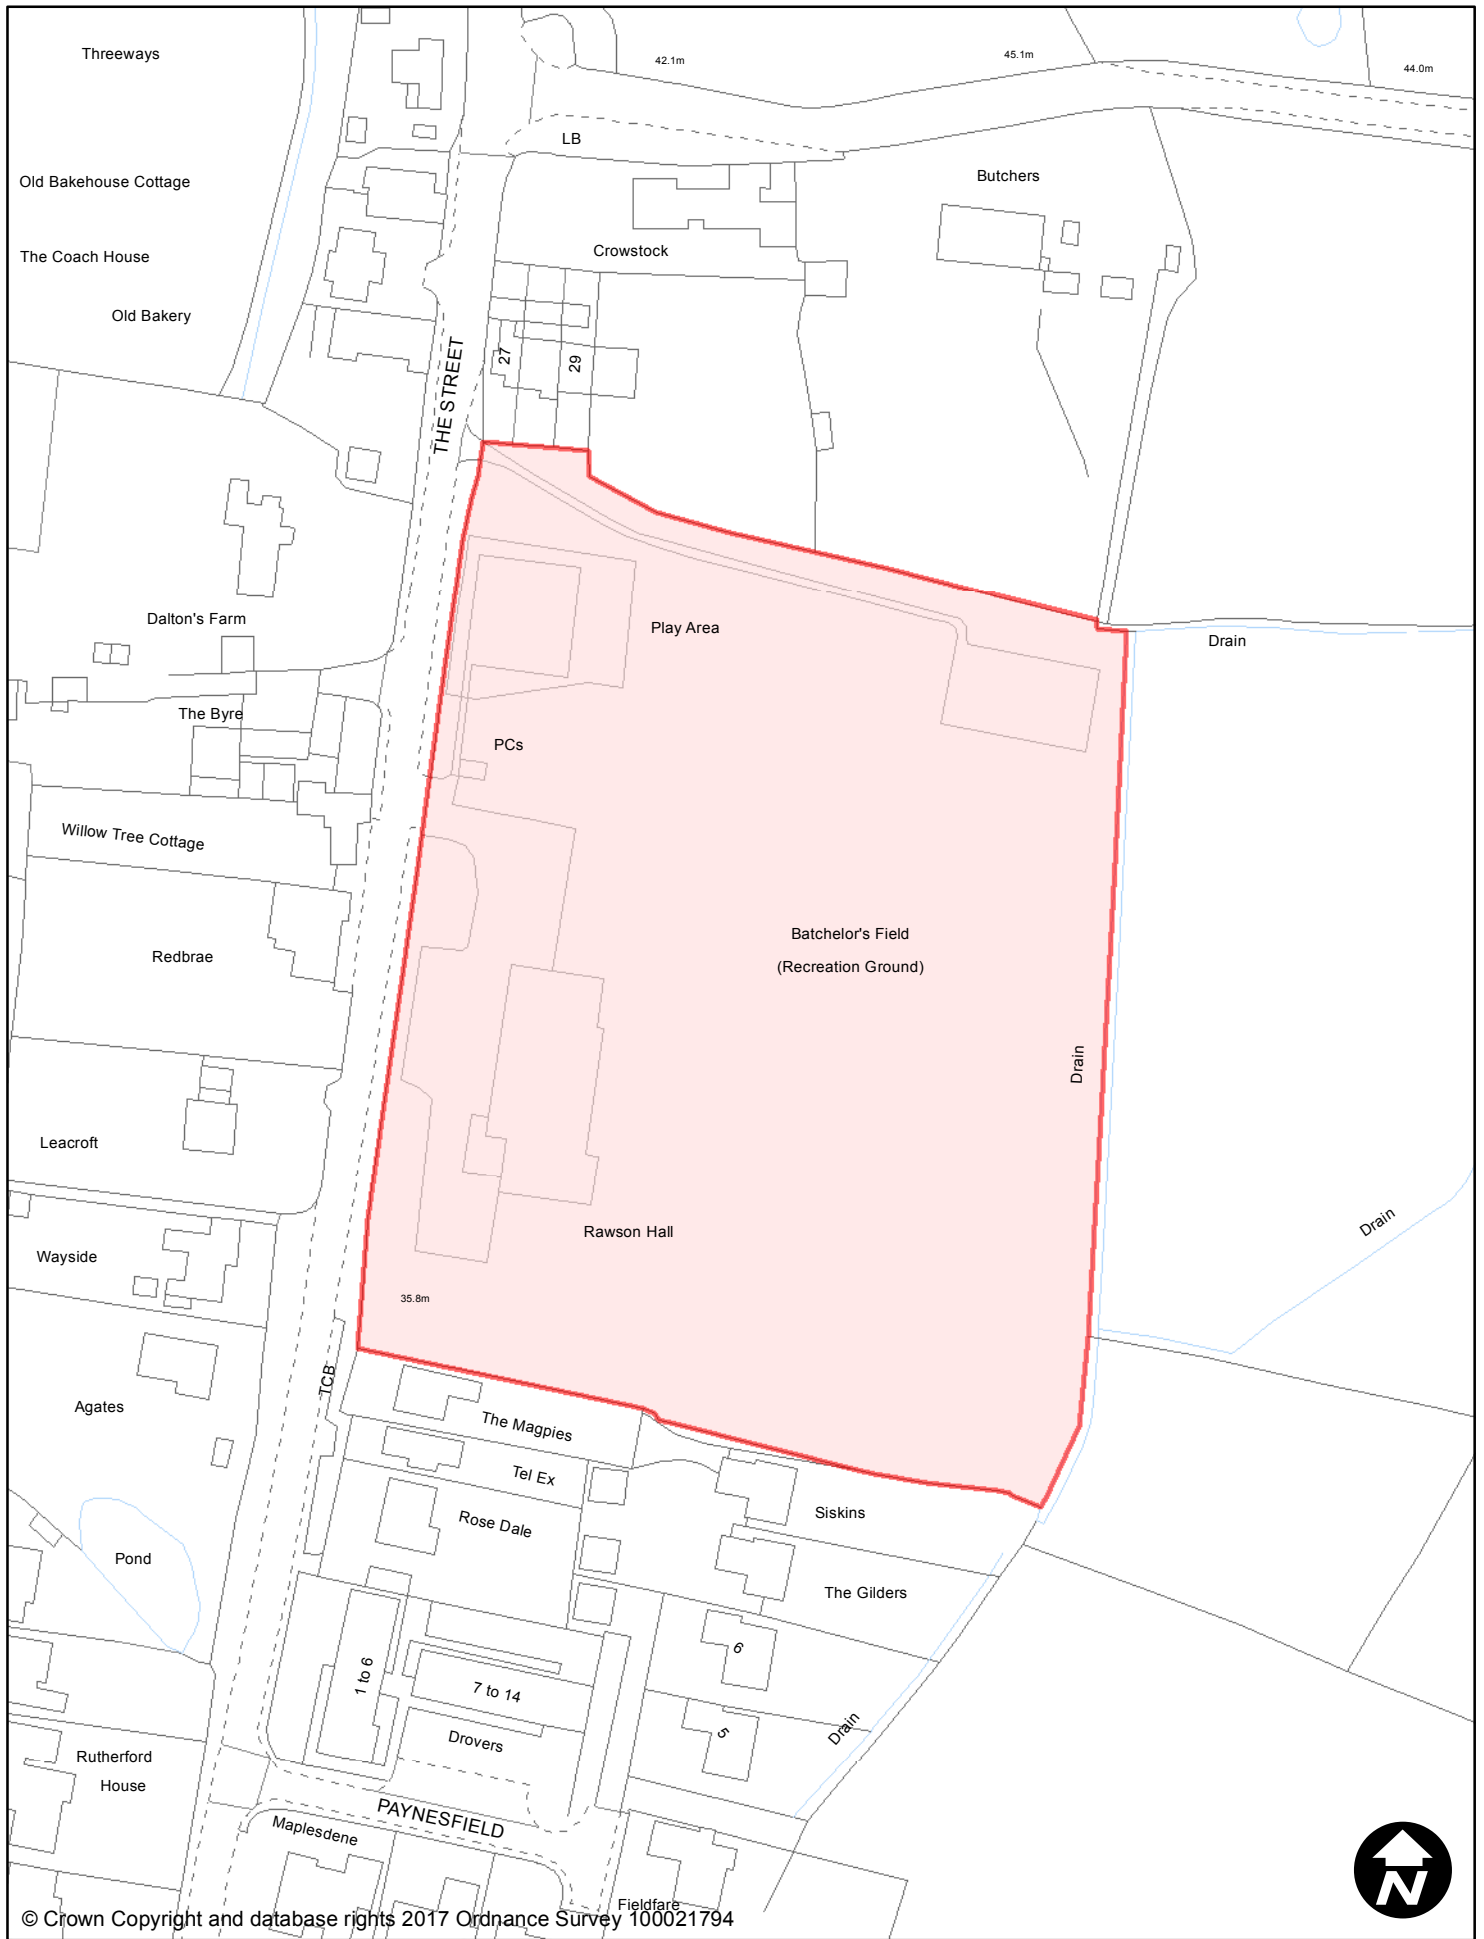 Threeways
42.1m
45.1m
44.0m
LB
Old Bakehouse Cottage
Butchers
The Coach House
Crowstock
Old Bakery
THE STREET
27
29
Dalton's Farm
Play Area
Drain
The Byre
PCs
Willow Tree Cottage
Batchelor's Field
(Recreation Ground)
Redbrae
Drain
Leacroft
Rawson Hall
Drain
Wayside
35.8m
TCB
Agates
The Magpies
Tel Ex
Siskins
Rose Dale
Pond
The Gilders
6
1 to 6
7 to 14
5
Drain
Drovers
Rutherford
House
PAYNESFIELD
Maplesdene
Fieldfare
N
© Crown Copyright and database rights 2017 Ordnance Survey 100021794